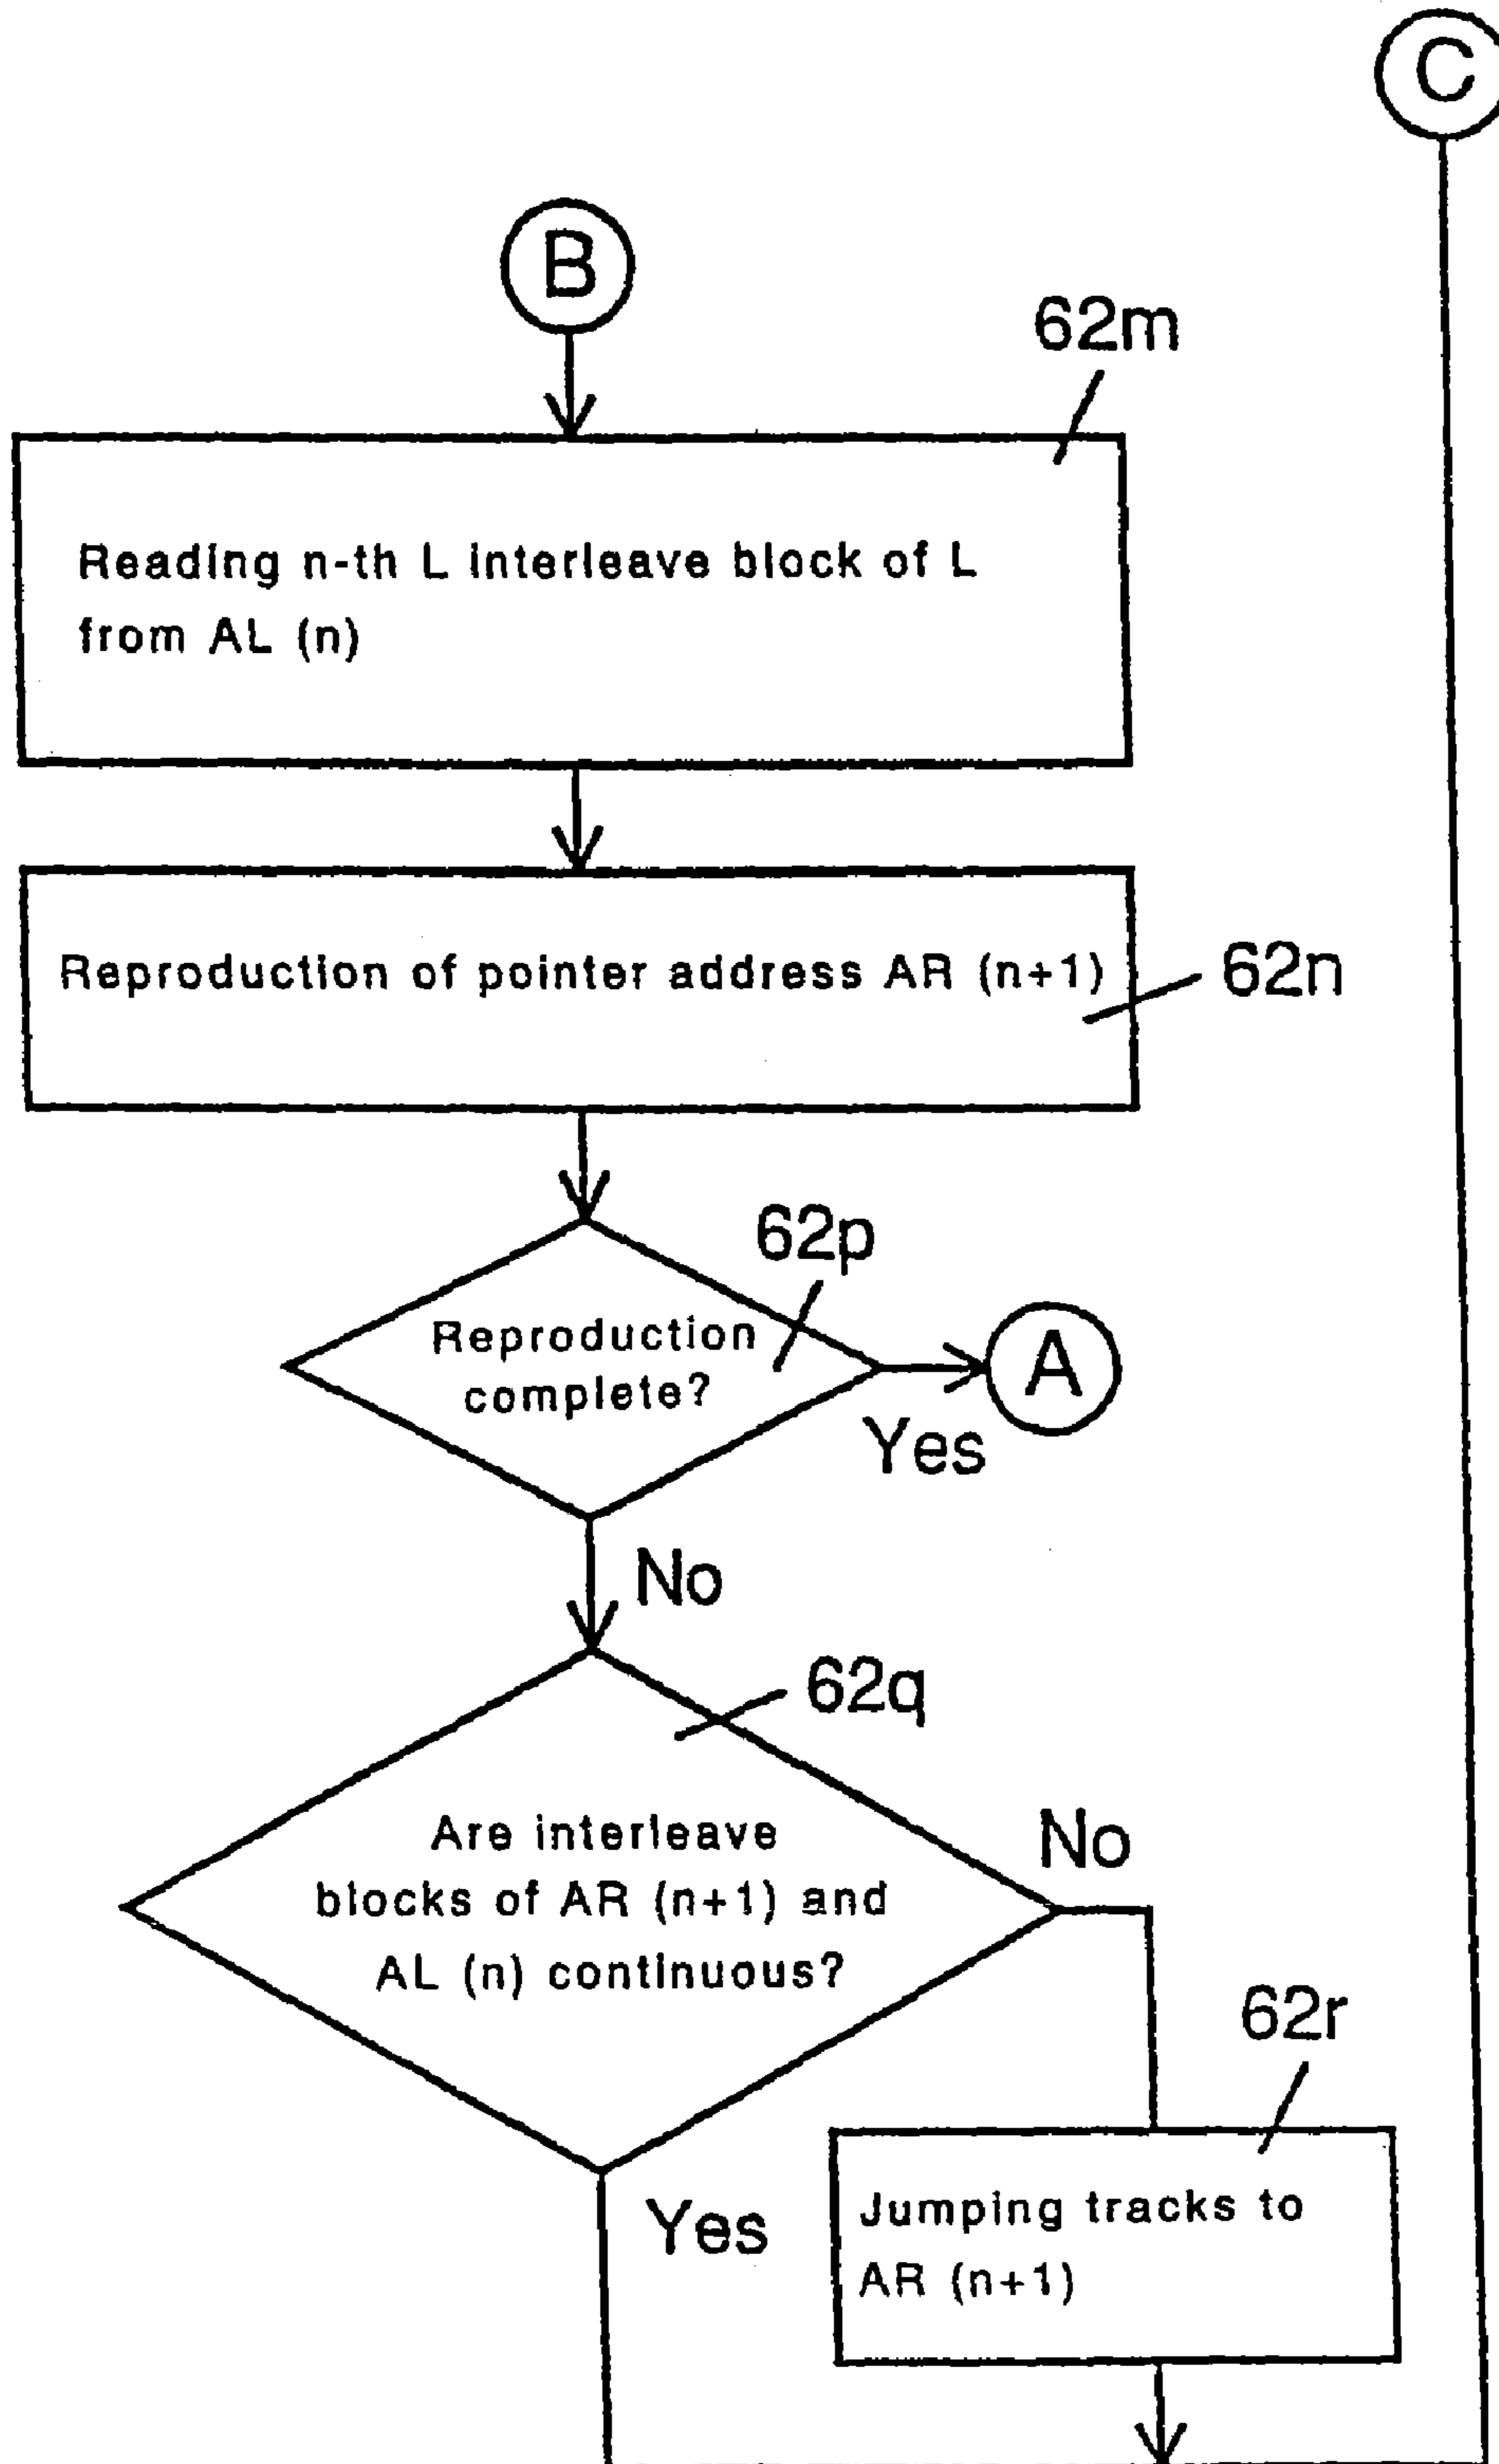 C
B
62m
Reading n-th L interleave block of L
from AL (n)
Reproduction of pointer address AR (n+1)
62n
62p
Reproduction
complete?
A
Yes
No
62q
Are interleave
blocks of AR (n+1) and
AL (n) continuous?
No
62r
Yes
Jumping tracks to
AR (n+1)